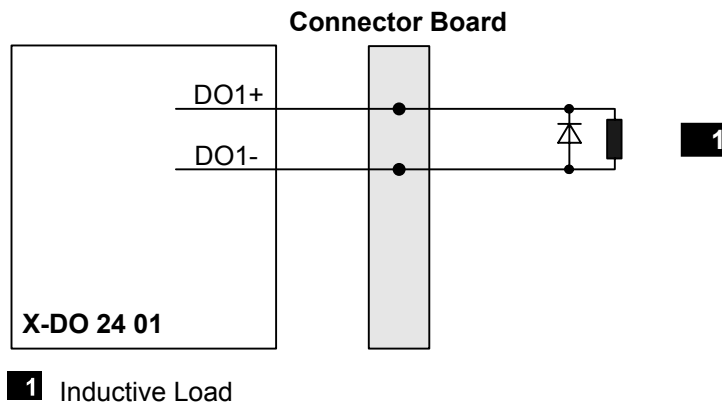 Connector Board
DO1+
DO1-
1
X-DO 24 01
1 Inductive Load